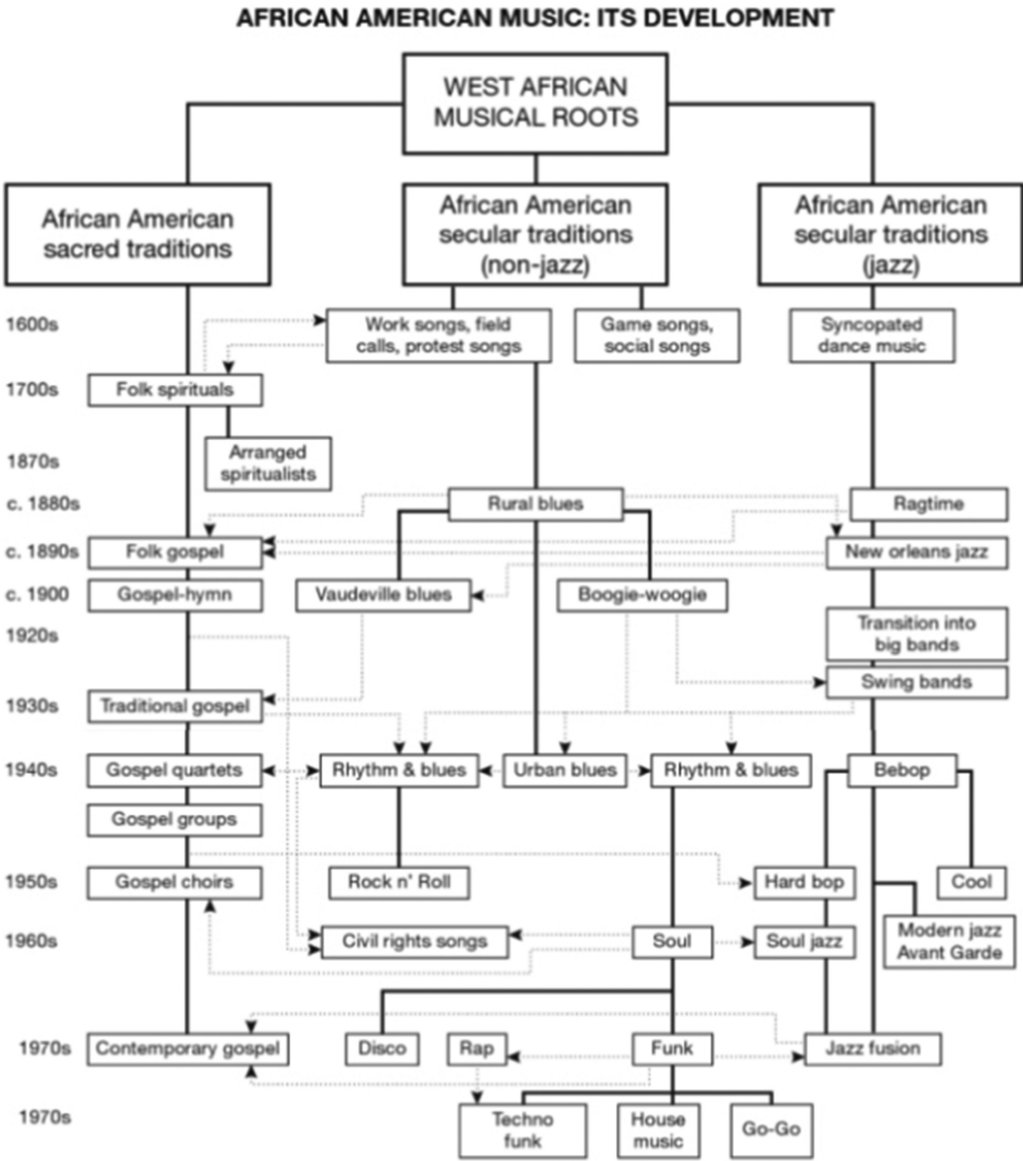 AFRICAN AMERICAN MUSIC: ITS DEVELOPMENT
WEST AFRICAN
MUSICAL ROOTS
African American
sacred traditions
African American
secular traditions
(non-jazz)
African American
secular traditions
(jazz)
1600s
Work songs, field
calls, protest songs
Game songs,
social songs
Syncopated
dance music
1700s
Folk spirituals
1870s
Arranged
spiritualists
c. 1880s
Rural blues
Ragtime
c. 1890s
Folk gospel
New orleans jazz
c. 1900
Gospel-hymn
Vaudeville blues
Boogie-woogie
1920s
Transition into
big bands
Swing bands
1930s
Traditional gospel
1940s
Gospel quartets
Rhythm & blues
Urban blues
Rhythm & blues
Bebop
Gospel groups
1950s
Gospel choirs
Rock n' Roll
Hard bop
Cool
1960s
Civil rights songs
Soul
Soul jazz
Modern jazz
Avant Garde
1970s
Contemporary gospel
Disco
Rap
Funk
Jazz fusion
1970s
Techno
funk
House
music
Go-Go